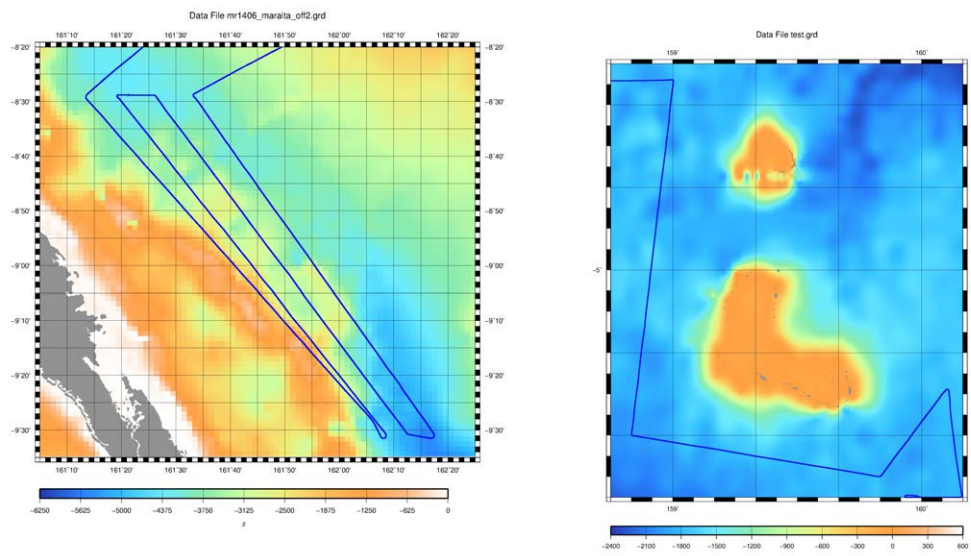 Data File mr1406_maraita_off2.grd
161˚10' 161˚20' 161˚30' 161˚40' 161˚50' 162˚00' 162˚10' 162˚20'
-8˚20' -8˚20'
-8˚30' -8˚30'
-8˚40' -8˚40'
-8˚50' -8˚50'
-9˚00' -9˚00'
-9˚10' -9˚10'
-9˚20' -9˚20'
-9˚30' -9˚30'
161˚10' 161˚20' 161˚30' 161˚40' 161˚50' 162˚00' 162˚10' 162˚20'
-6250 -5625 -5000 -4375 -3750 -3125 -2500 -1875 -1250 -625 0
z
Data File test.grd
159˚ 160˚
-5˚
159˚ 160˚
-2400 -2100 -1800 -1500 -1200 -900 -600 -300 0 300 600